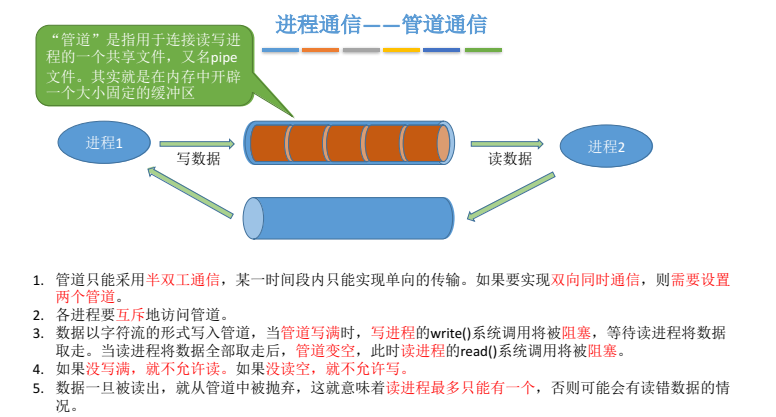 进程通信——管道通信
“管道”是指用于连接读写进
程的一个共享文件，又名pipe
文件。其实就是在内存中开辟
一个大小固定的缓冲区
进程1
写数据
读数据
进程2
1. 管道只能采用半双工通信，某一时间段内只能实现单向的传输。如果要实现双向同时通信，则需要设置
两个管道。
2. 各进程要互斥地访问管道。
3. 数据以字符流的形式写入管道，当管道写满时，写进程的write()系统调用将被阻塞，等待读进程将数据
取走。当读进程将数据全部取走后，管道变空，此时读进程的read()系统调用将被阻塞。
4. 如果没写满，就不允许读。如果没读空，就不允许写。
5. 数据一旦被读出，就从管道中被抛弃，这就意味着读进程最多只能有一个，否则可能会有读错数据的情
况。